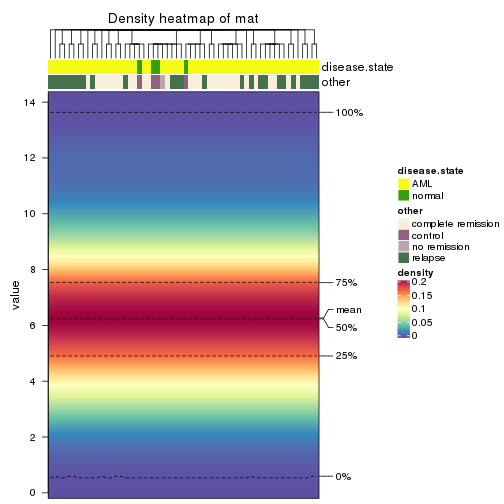 Density heatmap of mat
disease.state
other
14
12
10
8
6
4
2
0
value
100%
75%
mean
50%
25%
0%
disease.state
AML
normal
other
complete remission
control
no remission
relapse
density
0.2
0.15
0.1
0.05
0